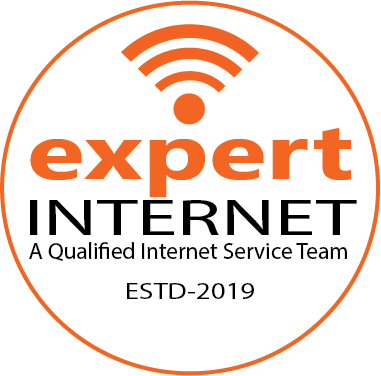 expert
INTERNET
A Qualified Internet Service Team
ESTD-2019